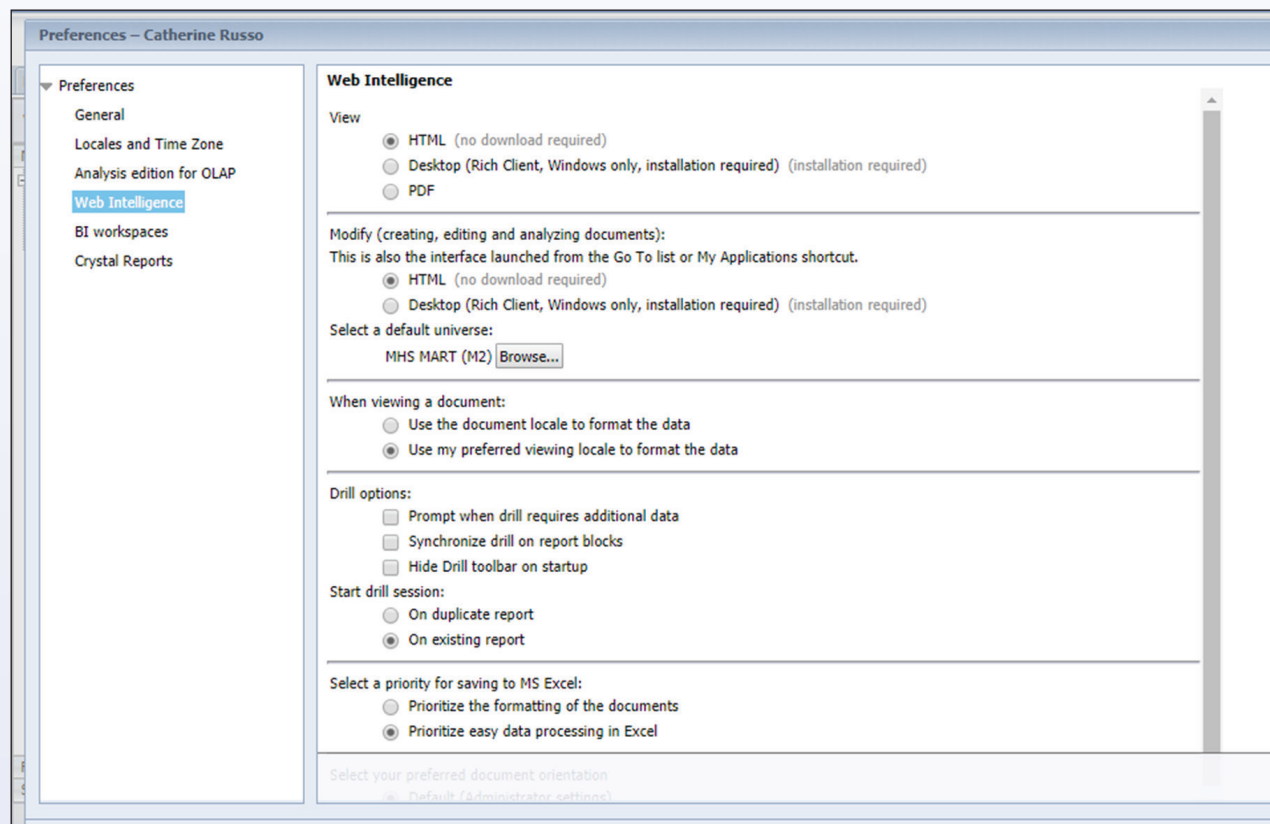 Preferences – Catherine Russo
Preferences
General
Locales and Time Zone
Analysis edition for OLAP
Web Intelligence
BI workspaces
Crystal Reports
Web Intelligence
View
HTML (no download required)
Desktop (Rich Client, Windows only, installation required) (installation required)
PDF
Modify (creating, editing and analyzing documents):
This is also the interface launched from the Go To list or My Applications shortcut.
HTML (no download required)
Desktop (Rich Client, Windows only, installation required) (installation required)
Select a default universe:
MHS MART (M2) Browse...
When viewing a document:
Use the document locale to format the data
Use my preferred viewing locale to format the data
Drill options:
Prompt when drill requires additional data
Synchronize drill on report blocks
Hide Drill toolbar on startup
Start drill session:
On duplicate report
On existing report
Select a priority for saving to MS Excel:
Prioritize the formatting of the documents
Prioritize easy data processing in Excel
Select your preferred document orientation
Default (Administrator settings)